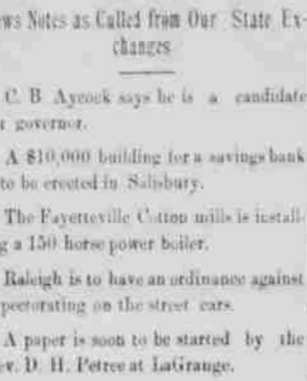 ws Notes as Culled from Our State Ex-
changes
C. B Aycock says he is a candidate
r governor.
A $10,000 building for a savings bank
to be erected in Salisbury.
The Fayetteville Cotton mills is install-
g a 150 horse power boiler.
Raleigh is to have an ordinance against
pectorating on the street cars.
A paper is soon to be started by the
ev. D. H. Petree at LaGrange.